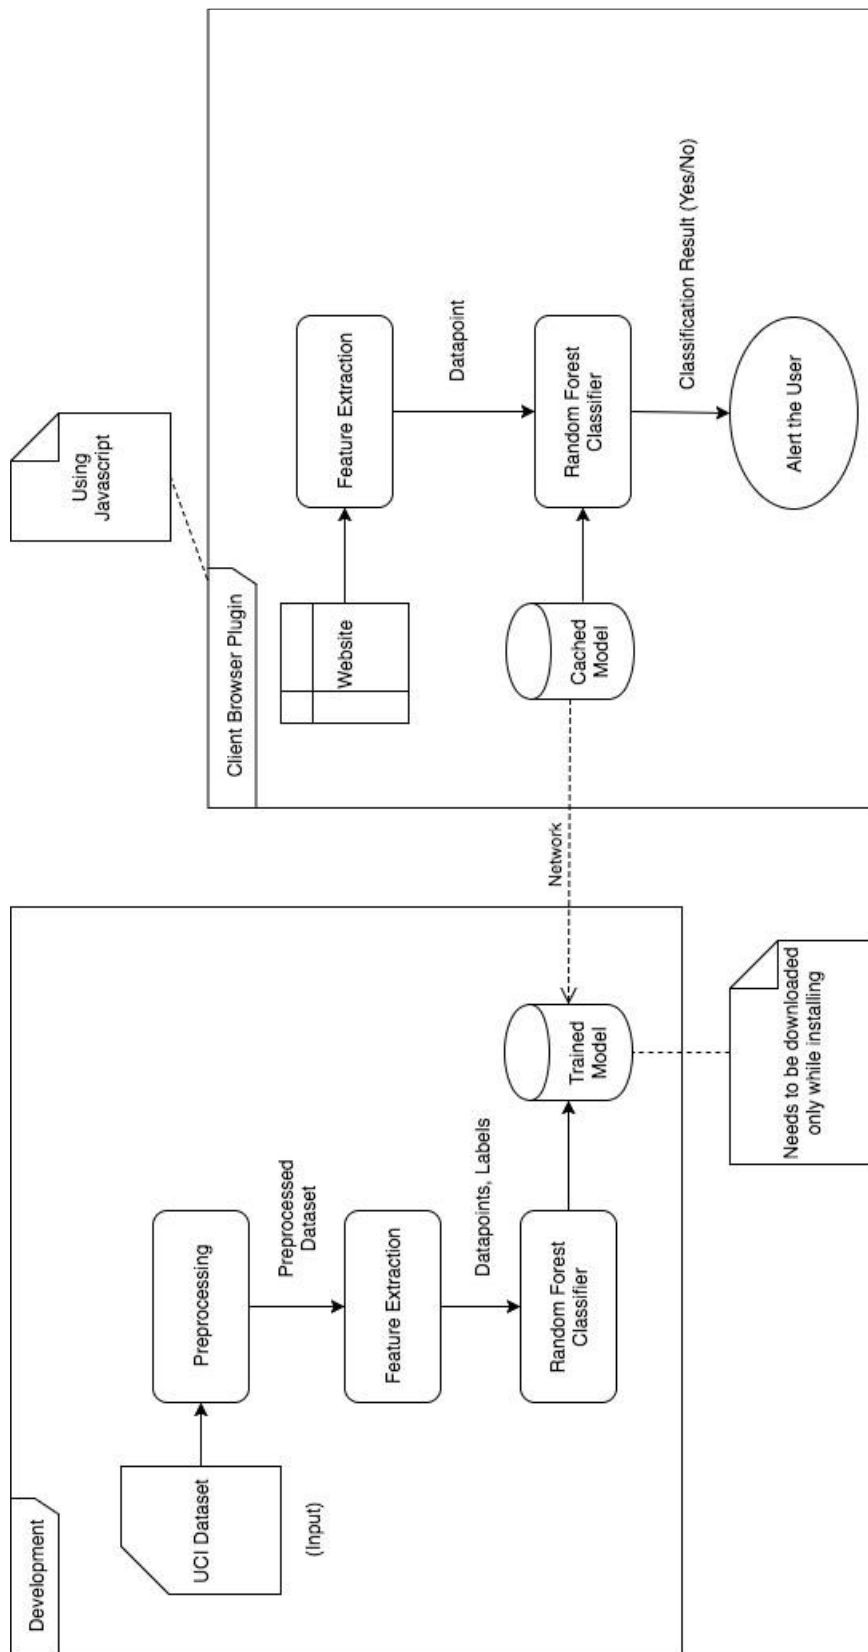 Development
UCI Dataset
(Input)
Preprocessing
Preprocessed
Dataset
Feature Extraction
Datapoints, Labels
Random Forest
Classifier
Trained
Model
Needs to be downloaded
only while installing
Network
Client Browser Plugin
Using
Javascript
Website
Feature Extraction
Datapoint
Cached
Model
Random Forest
Classifier
Classification Result (Yes/No)
Alert the User